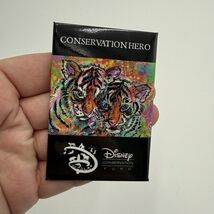 CONSERVATION HERO
Disney
CONSERVATION
FUND